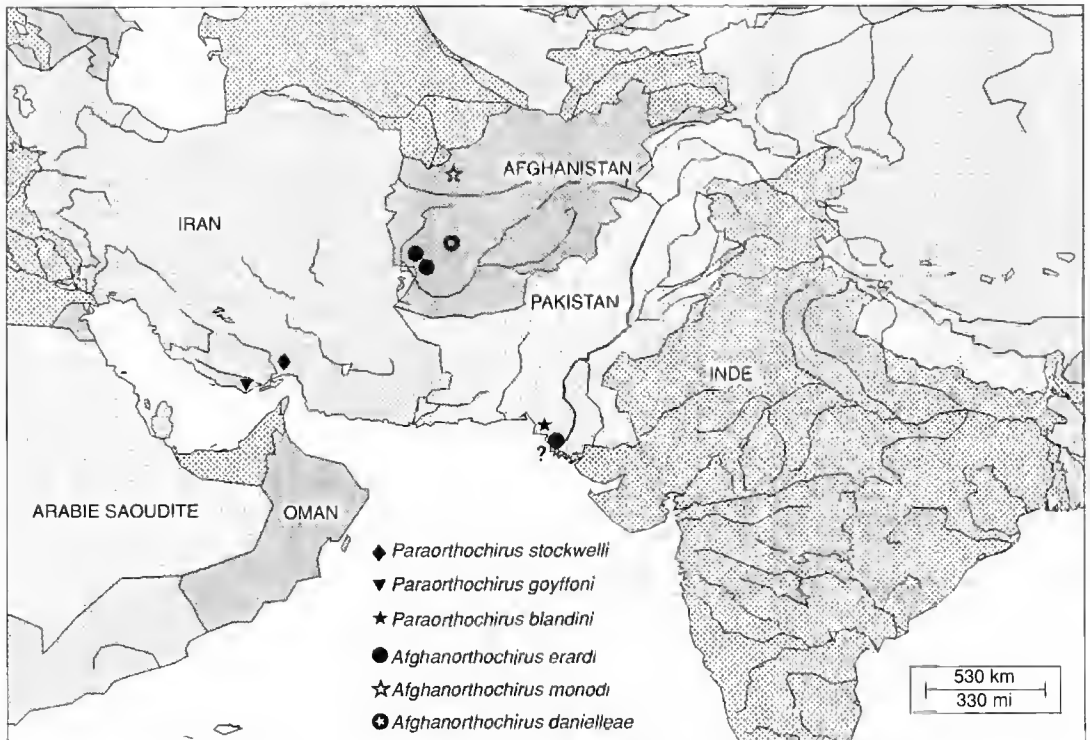 AFGHANISTAN
IRAN
PAKISTAN
INDE
?
ARABIE SAOUDITE
OMAN
Paraorthochirus stockwelli
Paraorthochirus goyffoni
Paraorthochirus blandini
Afghanorthochirus erardi
Afghanorthochirus monodi
Afghanorthochirus danielleae
530 km
330 mi